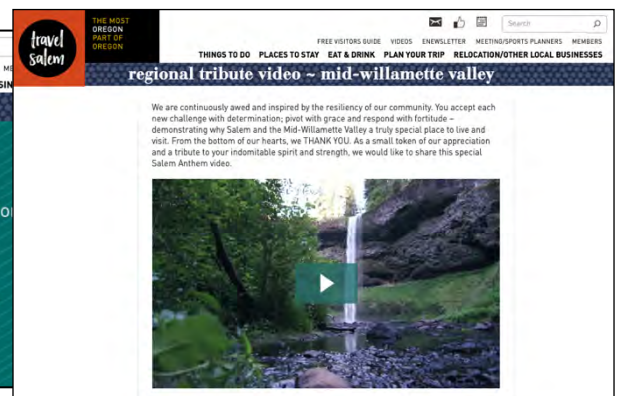 travel
Salem
THE MOST
OREGON
PART OF
OREGON
Search
FREE VISITORS GUIDE VIDEOS ENEWSLETTER MEETING/SPORTS PLANNERS MEMBERS
THINGS TO DO PLACES TO STAY EAT & DRINK PLAN YOUR TRIP RELOCATION/OTHER LOCAL BUSINESSES
regional tribute video ~ mid-willamette valley
We are continuously awed and inspired by the resiliency of our community. You accept each
new challenge with determination; pivot with grace and respond with fortitude –
demonstrating why Salem and the Mid-Willamette Valley a truly special place to live and
visit. From the bottom of our hearts, we THANK YOU. As a small token of our appreciation
and a tribute to your indomitable spirit and strength, we would like to share this special
Salem Anthem video.